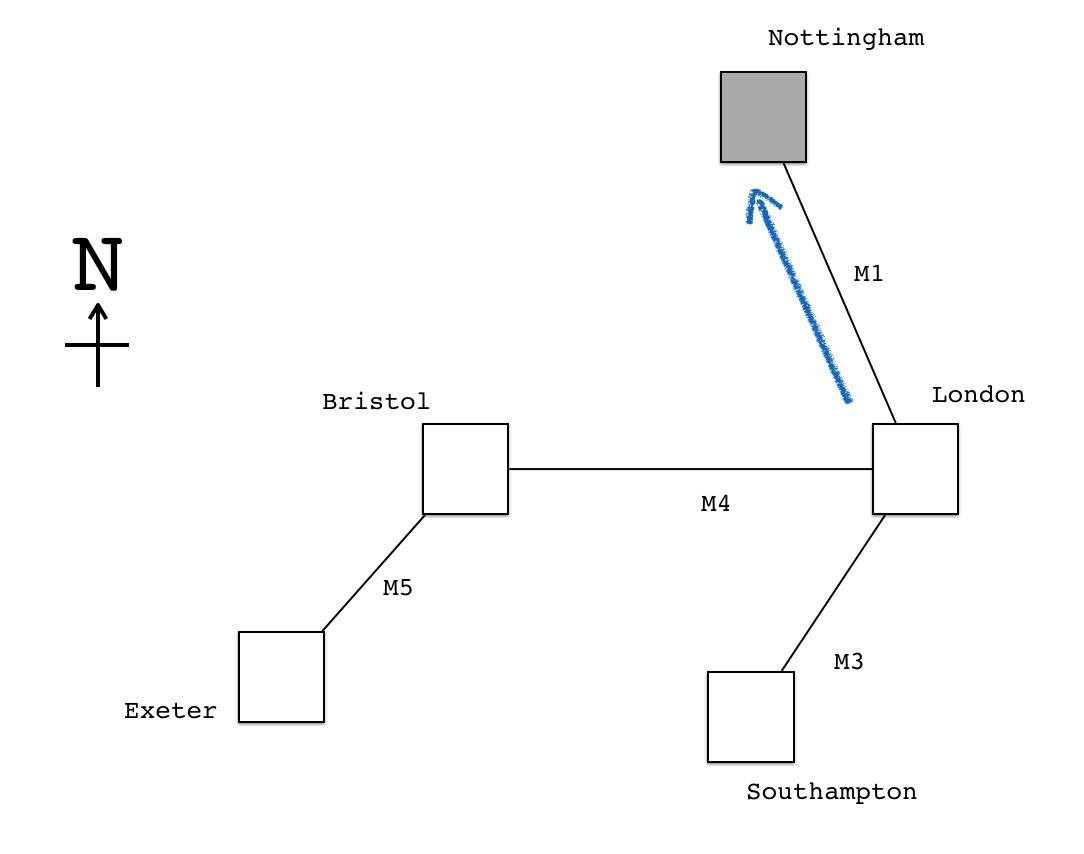 Nottingham
N
M1
London
Bristol
M4
M5
M3
Exeter
Southampton